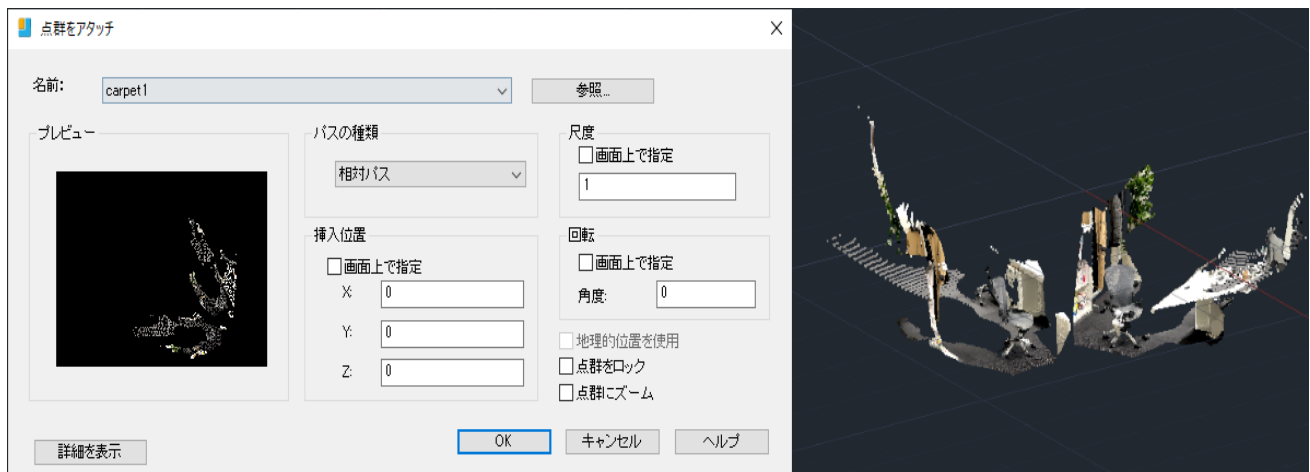 点群をアタッチ
名前:
carpet1
参照...
プレビュー
パスの種類
相対パス
尺度
画面上で指定
1
挿入位置
画面上で指定
X:
0
Y:
0
Z:
0
回転
画面上で指定
角度:
0
地理的位置を使用
点群をロック
点群にズーム
詳細を表示
OK
キャンセル
ヘルプ